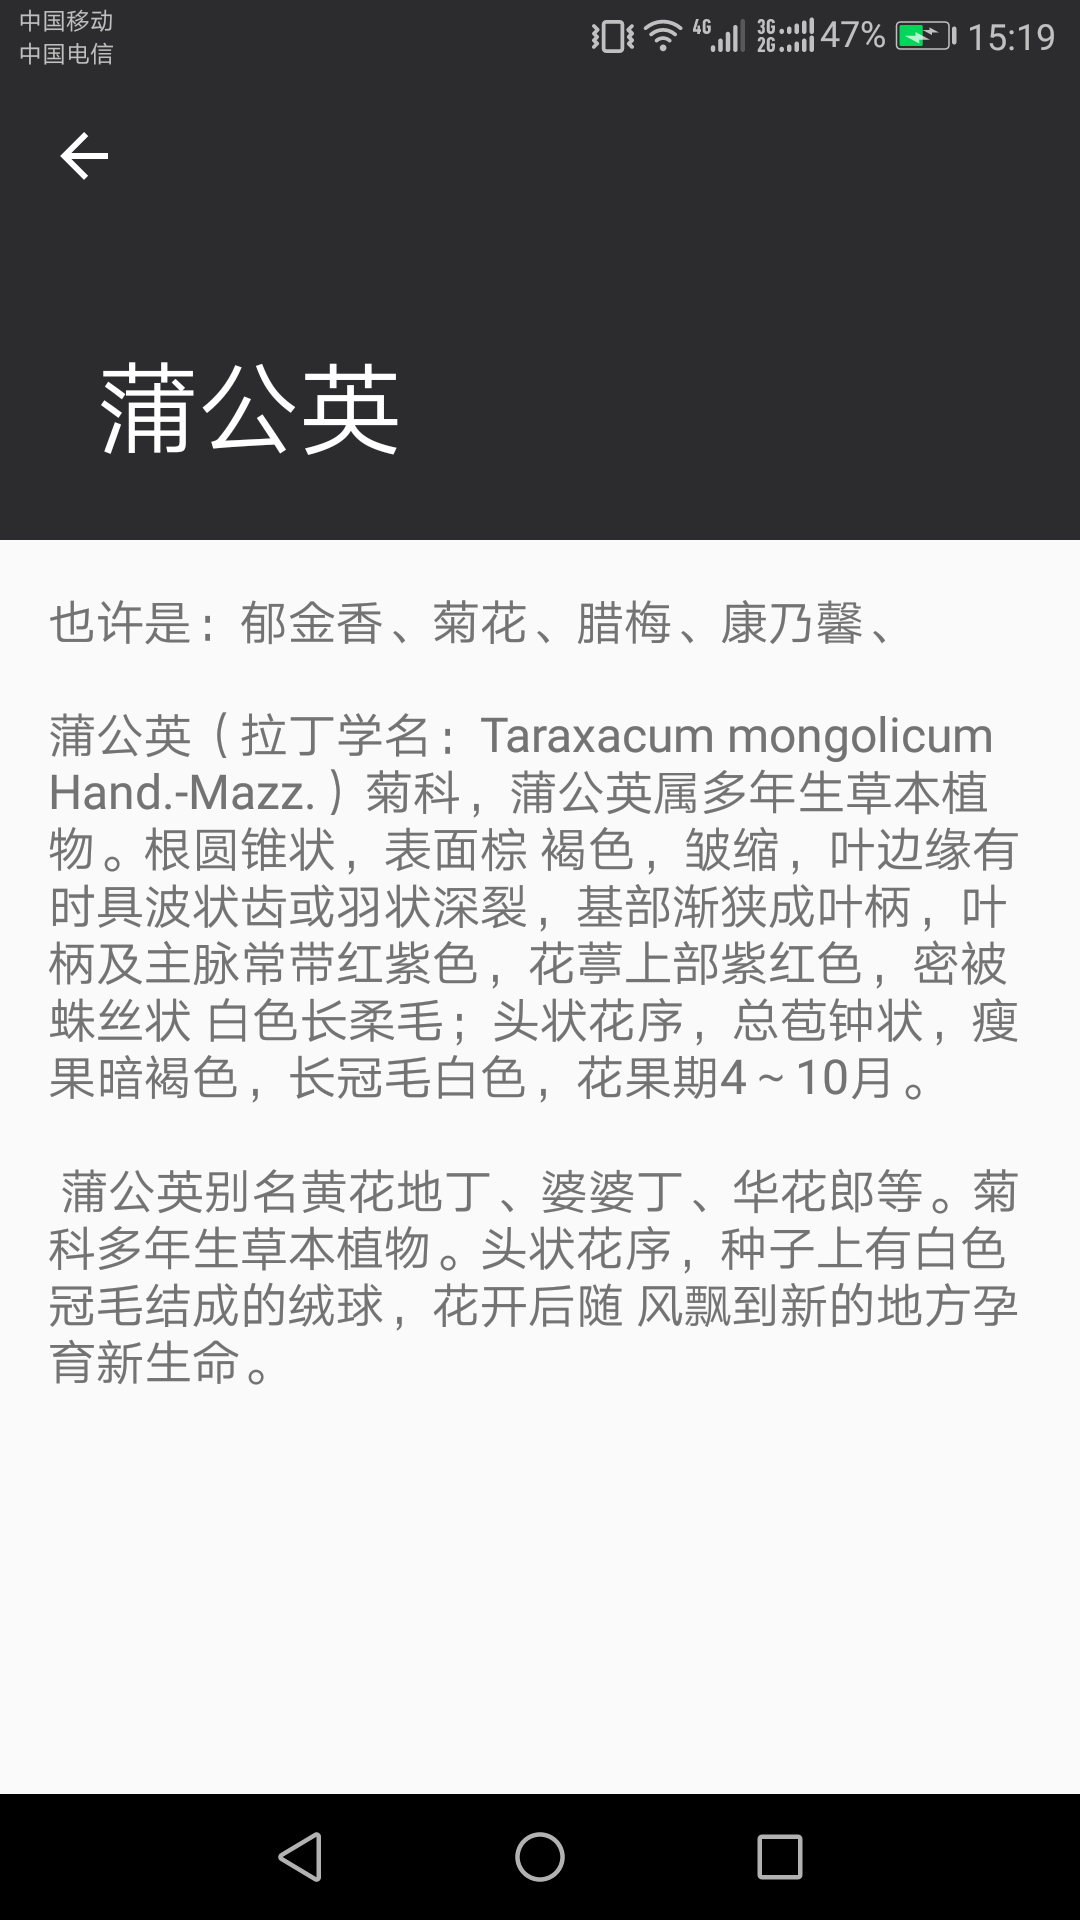 中国移动
中国电信
4G 3G 2G 47% 15:19
蒲公英
也许是：郁金香、菊花、腊梅、康乃馨、
蒲公英（拉丁学名：Taraxacum mongolicum
Hand.-Mazz.）菊科，蒲公英属多年生草本植
物。根圆锥状，表面棕 褐色，皱缩，叶边缘有
时具波状齿或羽状深裂，基部渐狭成叶柄，叶
柄及主脉常带红紫色，花葶上部紫红色，密被
蛛丝状 白色长柔毛；头状花序，总苞钟状，瘦
果暗褐色，长冠毛白色，花果期4～10月。
蒲公英别名黄花地丁、婆婆丁、华花郎等。菊
科多年生草本植物。头状花序，种子上有白色
冠毛结成的绒球，花开后随 风飘到新的地方孕
育新生命。